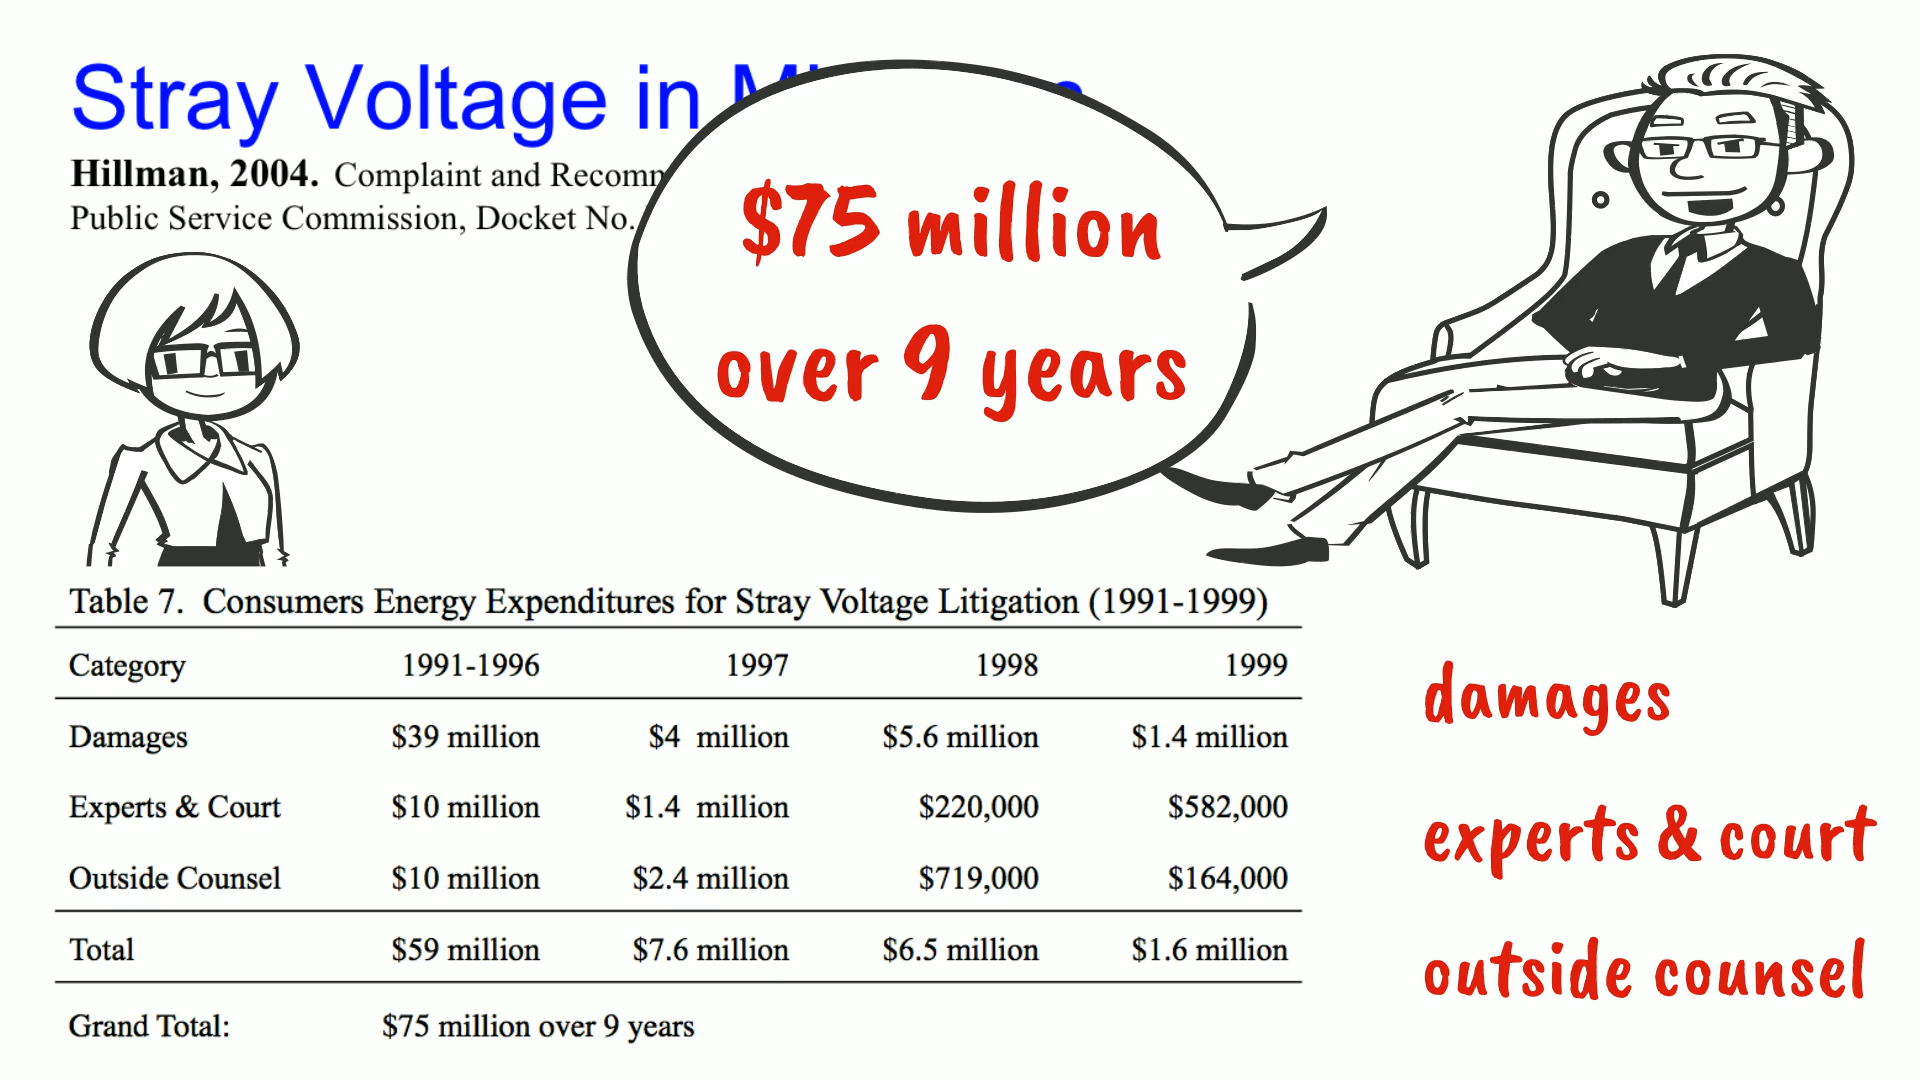 Stray Voltage in
Hillman, 2004. Complaint and
Public Service Commission, Docket No.
$75 million
over 9 years
Table 7. Consumers Energy Expenditures for Stray Voltage Litigation (1991-1999)
Category 1991-1996 1997 1998 1999
Damages $39 million $4 million $5.6 million $1.4 million
Experts & Court $10 million $1.4 million $220,000 $582,000
Outside Counsel $10 million $2.4 million $719,000 $164,000
Total $59 million $7.6 million $6.5 million $1.6 million
Grand Total: $75 million over 9 years
damages
experts & court
outside counsel